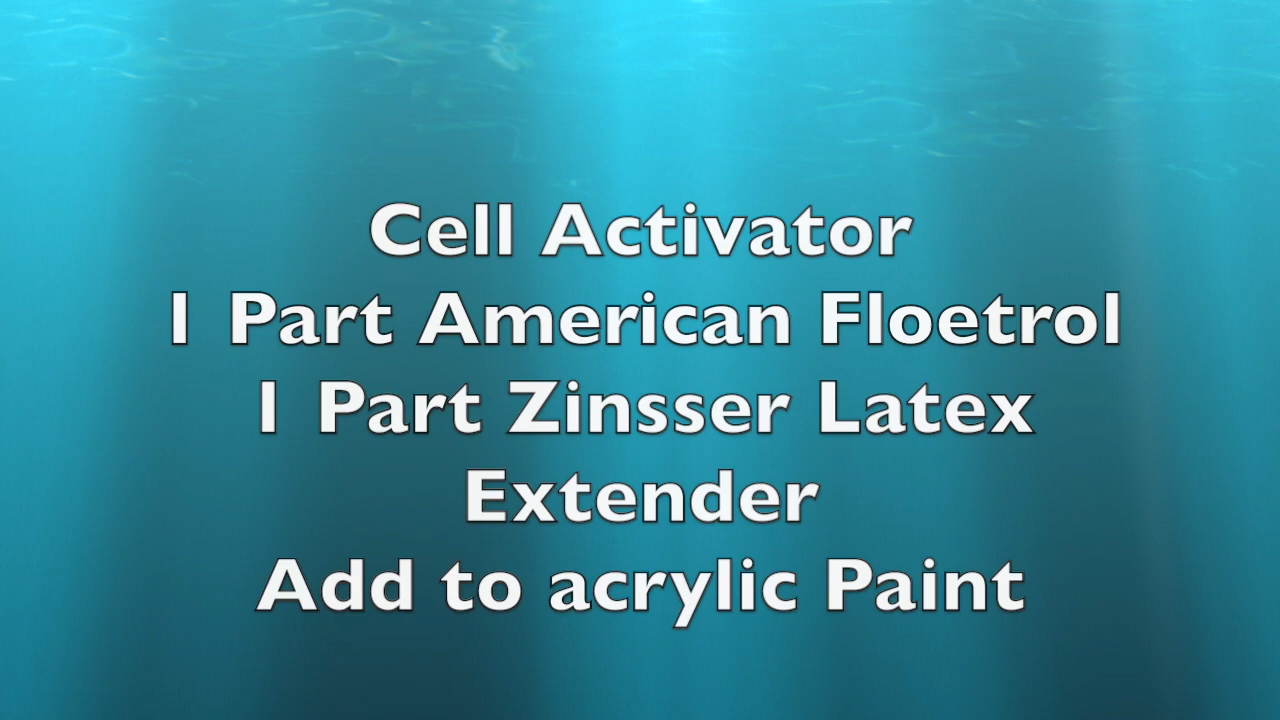 Cell Activator
1 Part American Floetrol
1 Part Zinsser Latex
Extender
Add to acrylic Paint